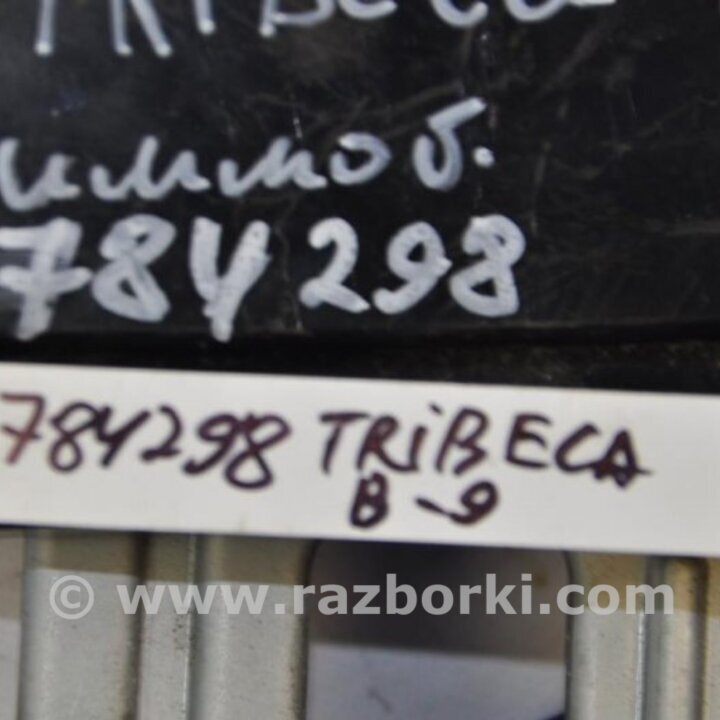 TRIBECA
иммоб.
784298
784298 TRiBECA
B-9
© www.razborki.com